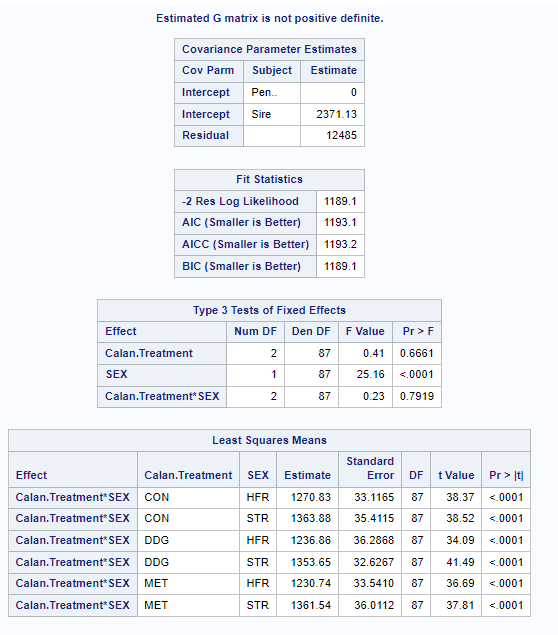 Estimated G matrix is not positive definite.
Covariance Parameter Estimates
Cov Parm Subject Estimate
Intercept Pen.. 0
Intercept Sire 2371.13
Residual 12485
Fit Statistics
-2 Res Log Likelihood 1189.1
AIC (Smaller is Better) 1193.1
AICC (Smaller is Better) 1193.2
BIC (Smaller is Better) 1189.1
Type 3 Tests of Fixed Effects
Effect Num DF Den DF F Value Pr > F
Calan.Treatment 2 87 0.41 0.6661
SEX 1 87 25.16 <.0001
Calan.Treatment*SEX 2 87 0.23 0.7919
Least Squares Means
Effect Calan.Treatment SEX Estimate Standard Error DF t Value Pr > |t|
Calan.Treatment*SEX CON HFR 1270.83 33.1165 87 38.37 <.0001
Calan.Treatment*SEX CON STR 1363.88 35.4115 87 38.52 <.0001
Calan.Treatment*SEX DDG HFR 1236.86 36.2868 87 34.09 <.0001
Calan.Treatment*SEX DDG STR 1353.65 32.6267 87 41.49 <.0001
Calan.Treatment*SEX MET HFR 1230.74 33.5410 87 36.69 <.0001
Calan.Treatment*SEX MET STR 1361.54 36.0112 87 37.81 <.0001